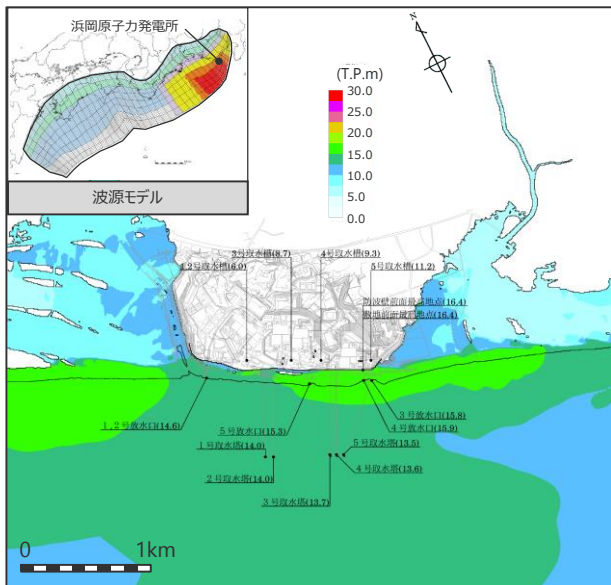 浜岡原子力発電所
波源モデル
(T.P.m)
30.0
25.0
20.0
15.0
10.0
5.0
0.0
3号取水槽(8.7)
4号取水槽(9.3)
1,2号取水槽(6.0)
5号取水槽(11.2)
防波壁前面最高地点(16.4)
敷地前面最高地点(16.4)
1,2号放水口(14.6)
5号放水口(15.3)
3号放水口(15.8)
4号放水口(15.9)
1号取水塔(14.0)
2号取水塔(14.0)
5号取水塔(13.5)
4号取水塔(13.6)
3号取水塔(13.7)
0
1km